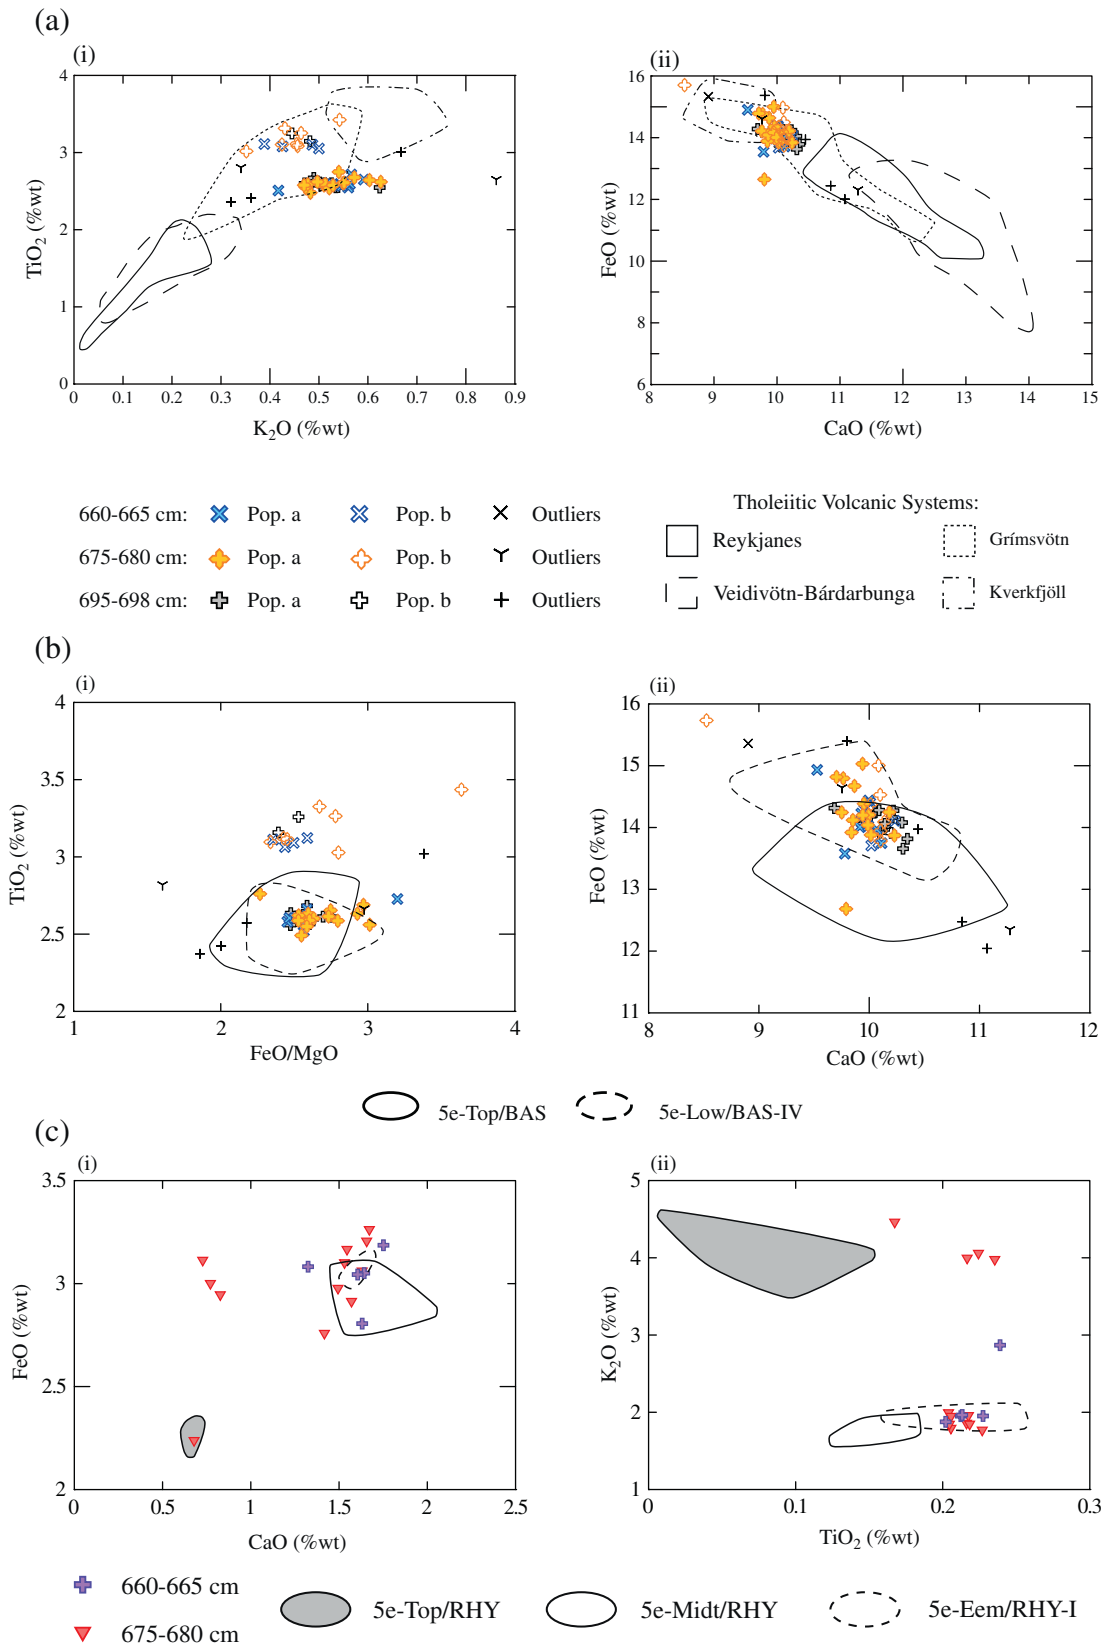 (a)
(i)
4
3
2
1
0
TiO2 (%wt)
0 0.1 0.2 0.3 0.4 0.5 0.6 0.7 0.8 0.9
K2O (%wt)
(ii)
16
14
12
10
8
6
FeO (%wt)
8 9 10 11 12 13 14 15
CaO (%wt)
660-665 cm: Pop. a Pop. b Outliers
675-680 cm: Pop. a Pop. b Outliers
695-698 cm: Pop. a Pop. b Outliers
Tholeiitic Volcanic Systems:
Reykjanes Grímsvötn
Veidivötn-Bárdarbunga Kverkfjöll
(b)
(i)
4
3.5
3
2.5
2
TiO2 (%wt)
1 2 3 4
FeO/MgO
(ii)
16
15
14
13
12
11
FeO (%wt)
8 9 10 11 12
CaO (%wt)
5e-Top/BAS 5e-Low/BAS-IV
(c)
(i)
3.5
3
2.5
2
FeO (%wt)
0 0.5 1 1.5 2 2.5
CaO (%wt)
(ii)
5
4
3
2
1
K2O (%wt)
0 0.1 0.2 0.3
TiO2 (%wt)
660-665 cm
675-680 cm
5e-Top/RHY 5e-Midt/RHY 5e-Eem/RHY-I